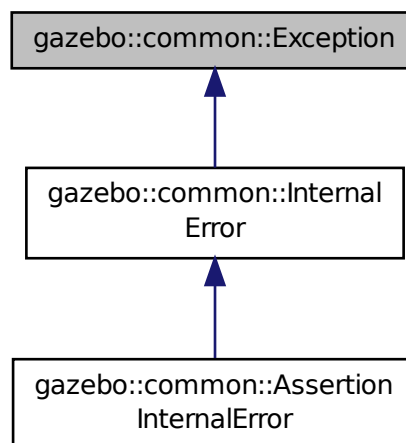 gazebo::common::Exception
gazebo::common::Internal
Error
gazebo::common::Assertion
InternalError